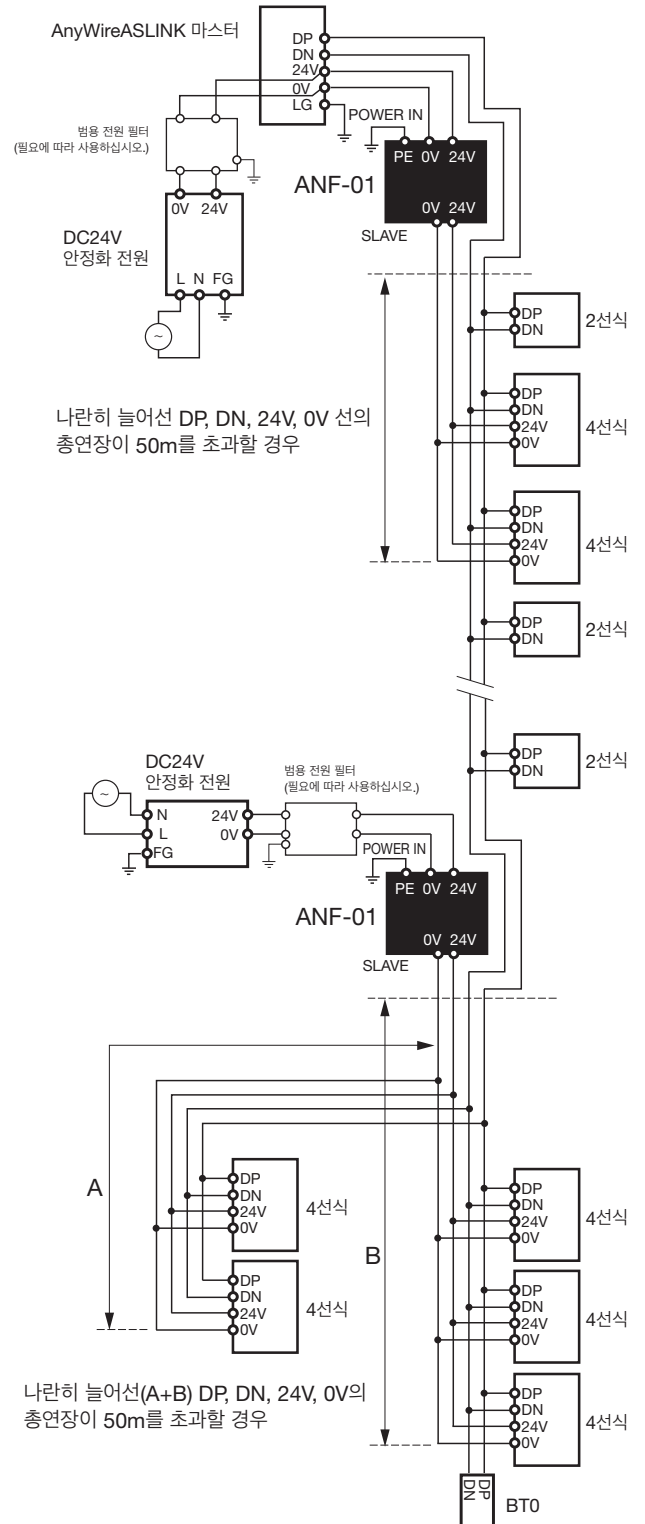 AnyWireASLINK 마스터
DP
DN
24V
0V
LG
범용 전원 필터
(필요에 따라 사용하십시오.)
POWER IN
PE 0V 24V
ANF-01
0V 24V
SLAVE
0V 24V
DC24V
안정화 전원
L N FG
~
DP
DN
2선식
나란히 늘어선 DP, DN, 24V, 0V 선의
총연장이 50m를 초과할 경우
DP
DN
24V
0V
4선식
DP
DN
24V
0V
4선식
DP
DN
2선식
DP
DN
2선식
DC24V
안정화 전원
~
N
L
FG
24V
0V
범용 전원 필터
(필요에 따라 사용하십시오.)
POWER IN
PE 0V 24V
ANF-01
0V 24V
SLAVE
A
DP
DN
24V
0V
4선식
DP
DN
24V
0V
4선식
B
DP
DN
24V
0V
4선식
DP
DN
24V
0V
4선식
DP
DN
24V
0V
4선식
나란히 늘어선(A+B) DP, DN, 24V, 0V의
총연장이 50m를 초과할 경우
DP
DN
BT0